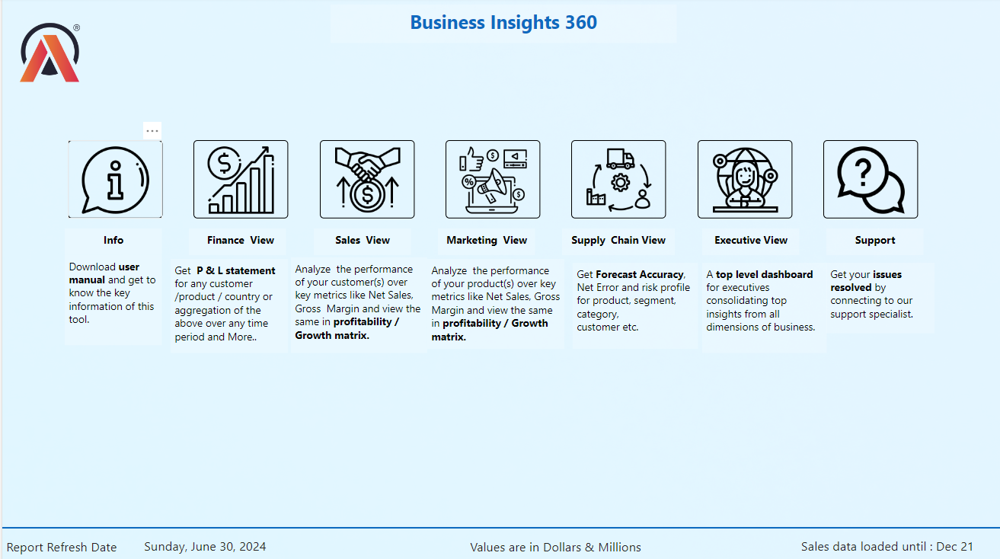 Business Insights 360
®
...
Info
Finance View
Sales View
Marketing View
Supply Chain View
Executive View
Support
Download user
manual and get to
know the key
information of this
tool.
Get P & L statement
for any customer
/product / country or
aggregation of the
above over any time
period and More..
Analyze the performance
of your customer(s) over
key metrics like Net Sales,
Gross Margin and view the
same in profitability /
Growth matrix.
Analyze the performance
of your product(s) over key
metrics like Net Sales, Gross
Margin and view the same
in profitability / Growth
matrix.
Get Forecast Accuracy,
Net Error and risk profile
for product, segment,
category,
customer etc.
A top level dashboard
for executives
consolidating top
insights from all
dimensions of business.
Get your issues
resolved by
connecting to our
support specialist.
Report Refresh Date
Sunday, June 30, 2024
Values are in Dollars & Millions
Sales data loaded until : Dec 21